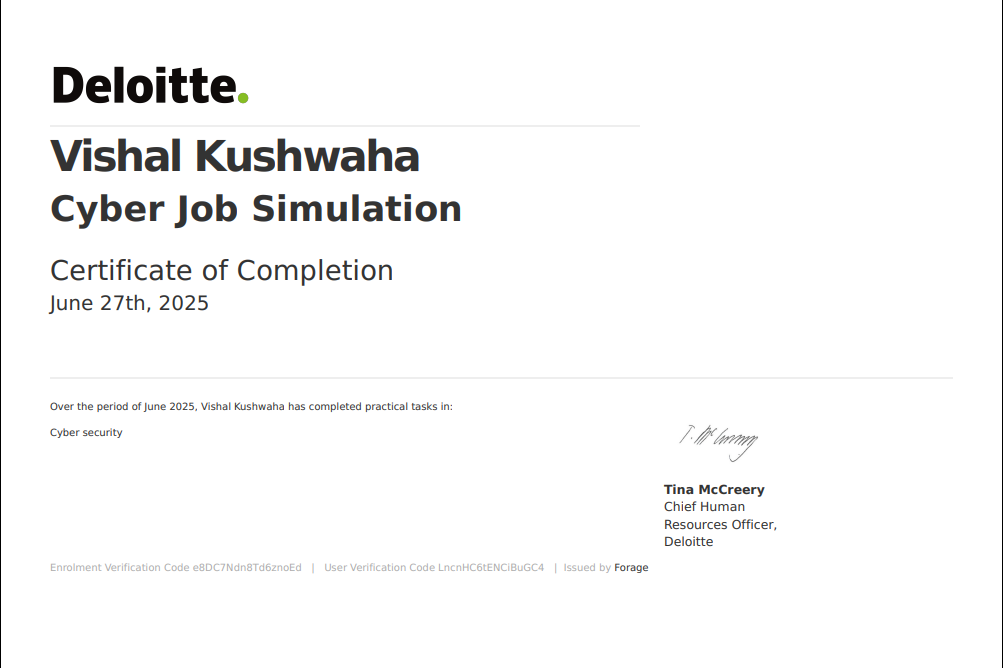 Deloitte.
Vishal Kushwaha
Cyber Job Simulation
Certificate of Completion
June 27th, 2025
Over the period of June 2025, Vishal Kushwaha has completed practical tasks in:
Cyber security
T. McCreery
Tina McCreery
Chief Human
Resources Officer,
Deloitte
Enrolment Verification Code e8DC7Ndn8Td6znoEd | User Verification Code LncnHC6tENCiBuGC4 | Issued by Forage